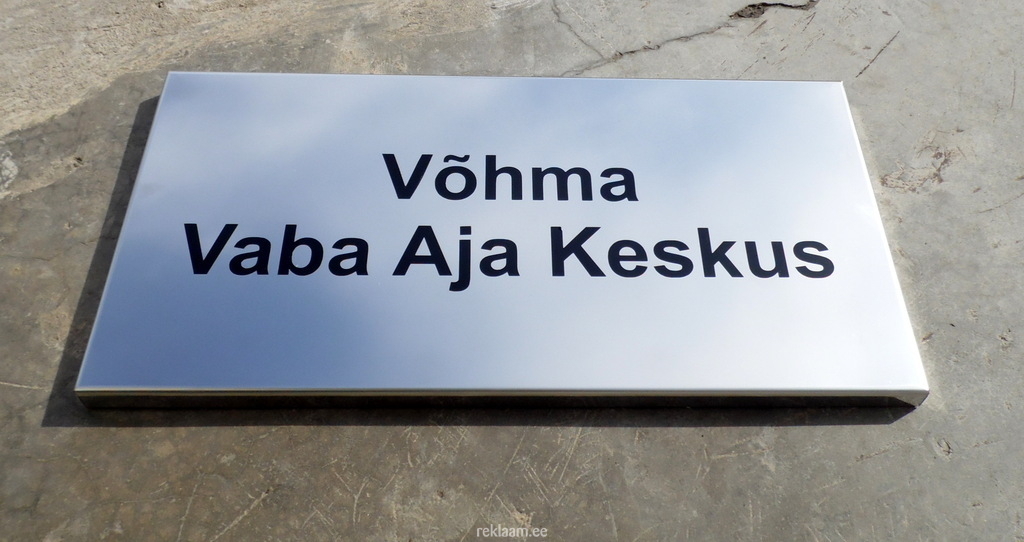 Võhma
Vaba Aja Keskus
reklaam.ee